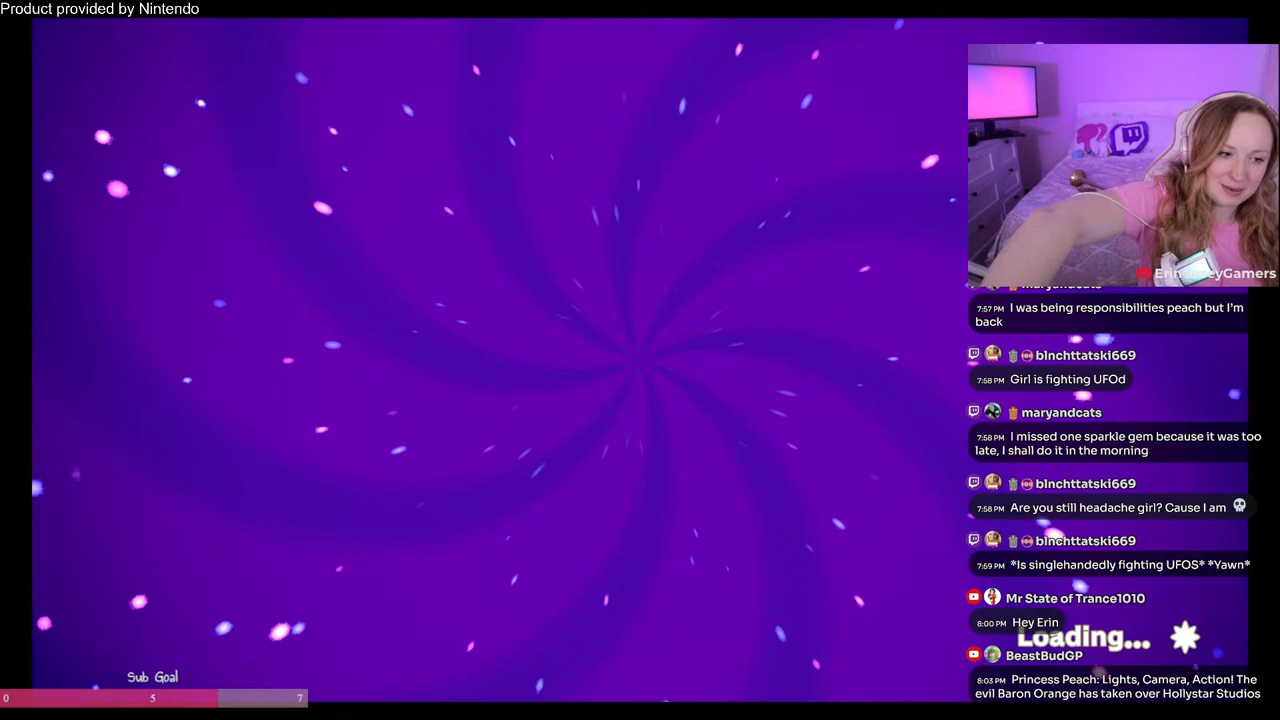 Product provided by Nintendo
maryandcats
7:57 PM I was being responsibilities peach but I'm
back
blnchttatski669
7:58 PM Girl is fighting UFOd
maryandcats
7:58 PM I missed one sparkle gem because it was too
late, I shall do it in the morning
blnchttatski669
7:58 PM Are you still headache girl? Cause I am
blnchttatski669
7:59 PM *Is singlehandedly fighting UFOS* *Yawn*
Mr State of Trance1010
8:00 PM Hey Erin
Loading...
BeastBudGP
8:03 PM Princess Peach: Lights, Camera, Action! The
evil Baron Orange has taken over Hollystar Studios
Sub Goal
0 5 7